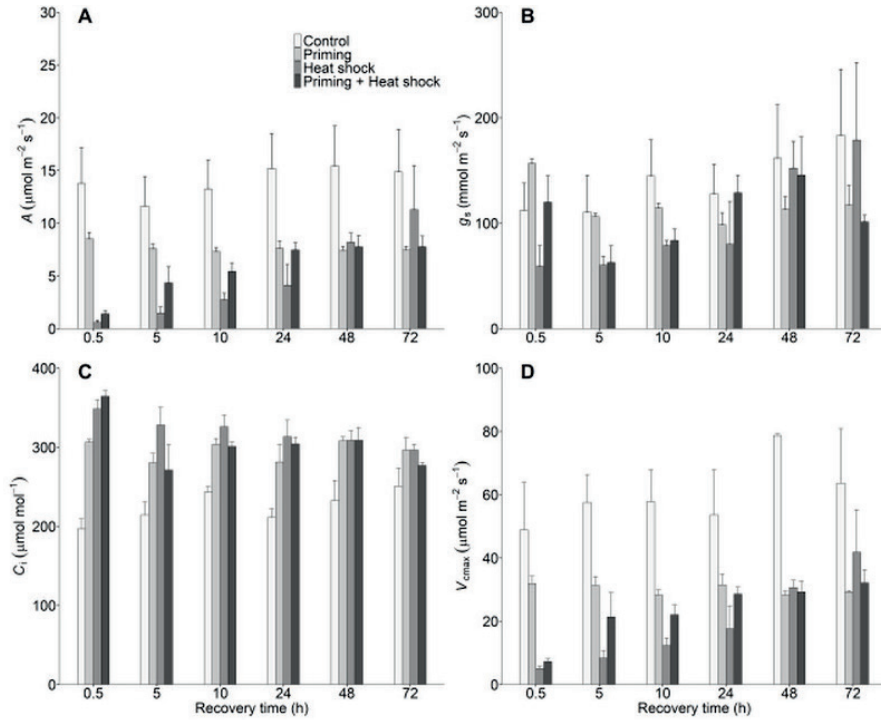 A
30
25
20
15
10
5
0
A (μmol m⁻² s⁻¹)
Control
Priming
Heat shock
Priming + Heat shock
0.5 5 10 24 48 72
B
300
200
100
0
gs (mmol m⁻² s⁻¹)
0.5 5 10 24 48 72
C
400
300
200
100
0
Ci (μmol mol⁻¹)
0.5 5 10 24 48 72
Recovery time (h)
D
100
80
60
40
20
0
Vcmax (μmol m⁻² s⁻¹)
0.5 5 10 24 48 72
Recovery time (h)